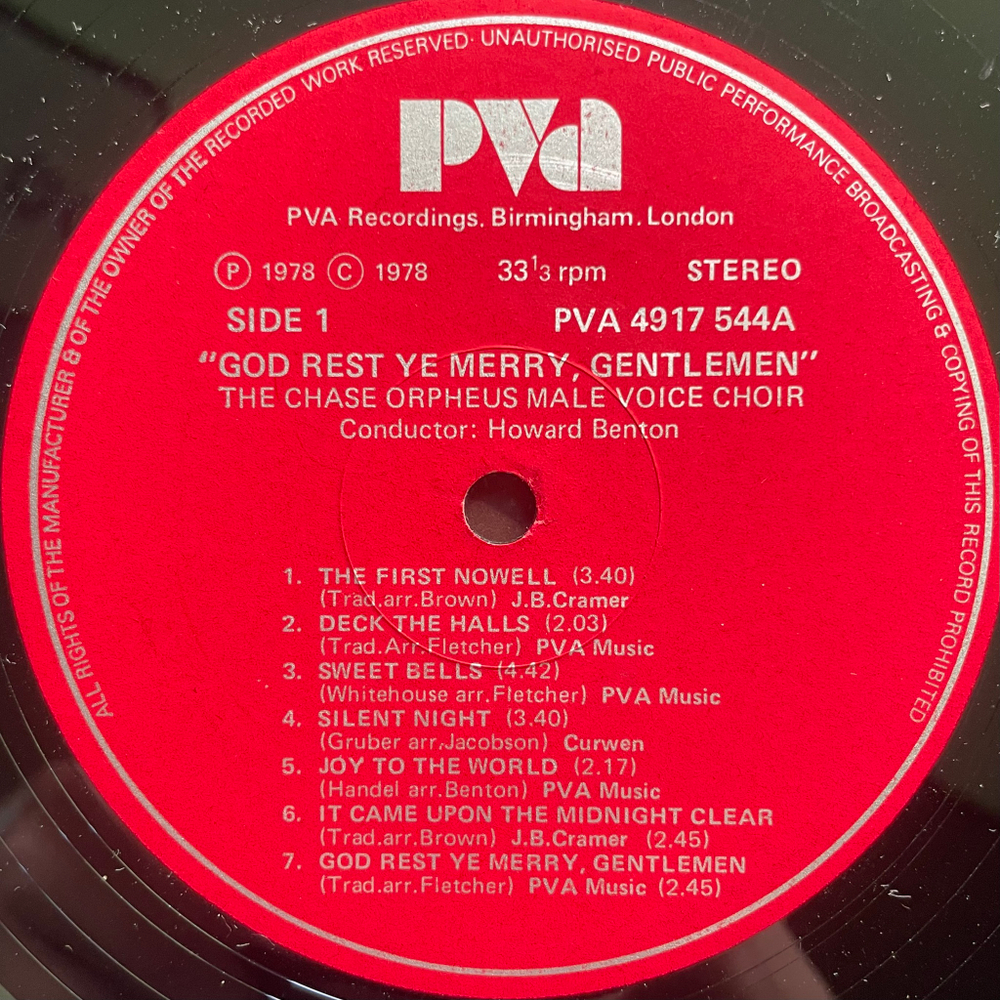 ALL RIGHTS OF THE MANUFACTURER & OF THE OWNER OF THE RECORDED WORK RESERVED· UNAUTHORISED PUBLIC PERFORMANCE BROADCASTING & COPYING OF THIS RECORD PROHIBITED
pva
PVA Recordings. Birmingham. London
Ⓟ 1978 Ⓒ 1978 33⅓ rpm STEREO
SIDE 1 PVA 4917 544A
"GOD REST YE MERRY, GENTLEMEN"
THE CHASE ORPHEUS MALE VOICE CHOIR
Conductor: Howard Benton
1. THE FIRST NOWELL (3.40)
(Trad.arr.Brown) J.B.Cramer
2. DECK THE HALLS (2.03)
(Trad.Arr.Fletcher) PVA Music
3. SWEET BELLS (4.42)
(Whitehouse arr.Fletcher) PVA Music
4. SILENT NIGHT (3.40)
(Gruber arr.Jacobson) Curwen
5. JOY TO THE WORLD (2.17)
(Handel arr.Benton) PVA Music
6. IT CAME UPON THE MIDNIGHT CLEAR
(Trad.arr.Brown) J.B.Cramer (2.45)
7. GOD REST YE MERRY, GENTLEMEN
(Trad.arr.Fletcher) PVA Music (2.45)